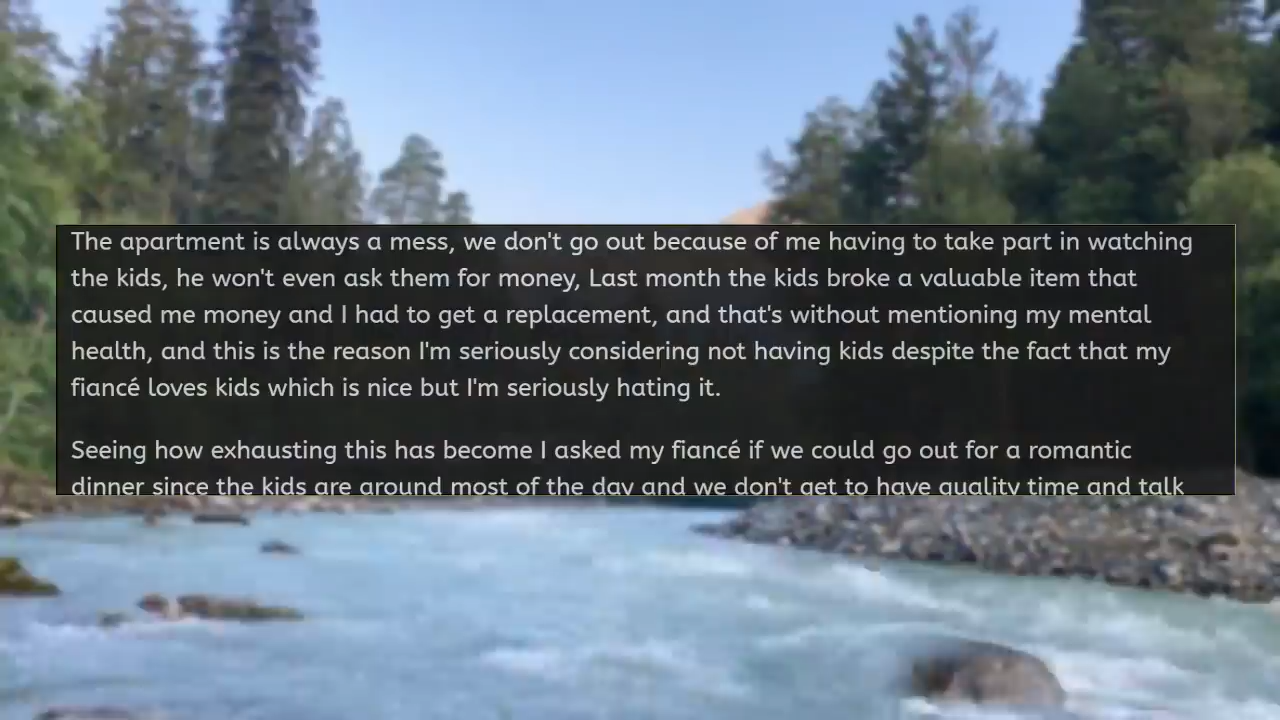 The apartment is always a mess, we don't go out because of me having to take part in watching
the kids, he won't even ask them for money, Last month the kids broke a valuable item that
caused me money and I had to get a replacement, and that's without mentioning my mental
health, and this is the reason I'm seriously considering not having kids despite the fact that my
fiancé loves kids which is nice but I'm seriously hating it.
Seeing how exhausting this has become I asked my fiancé if we could go out for a romantic
dinner since the kids are around most of the day and we don't get to have quality time and talk